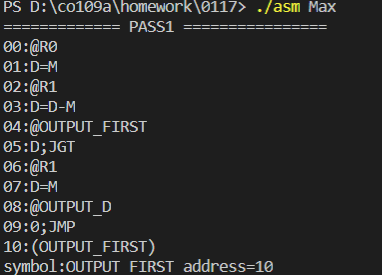 PS D:\co109a\homework\0117> ./asm Max
============= PASS1 ================
00:@R0
01:D=M
02:@R1
03:D=D-M
04:@OUTPUT_FIRST
05:D;JGT
06:@R1
07:D=M
08:@OUTPUT_D
09:0;JMP
10:(OUTPUT_FIRST)
symbol:OUTPUT_FIRST address=10